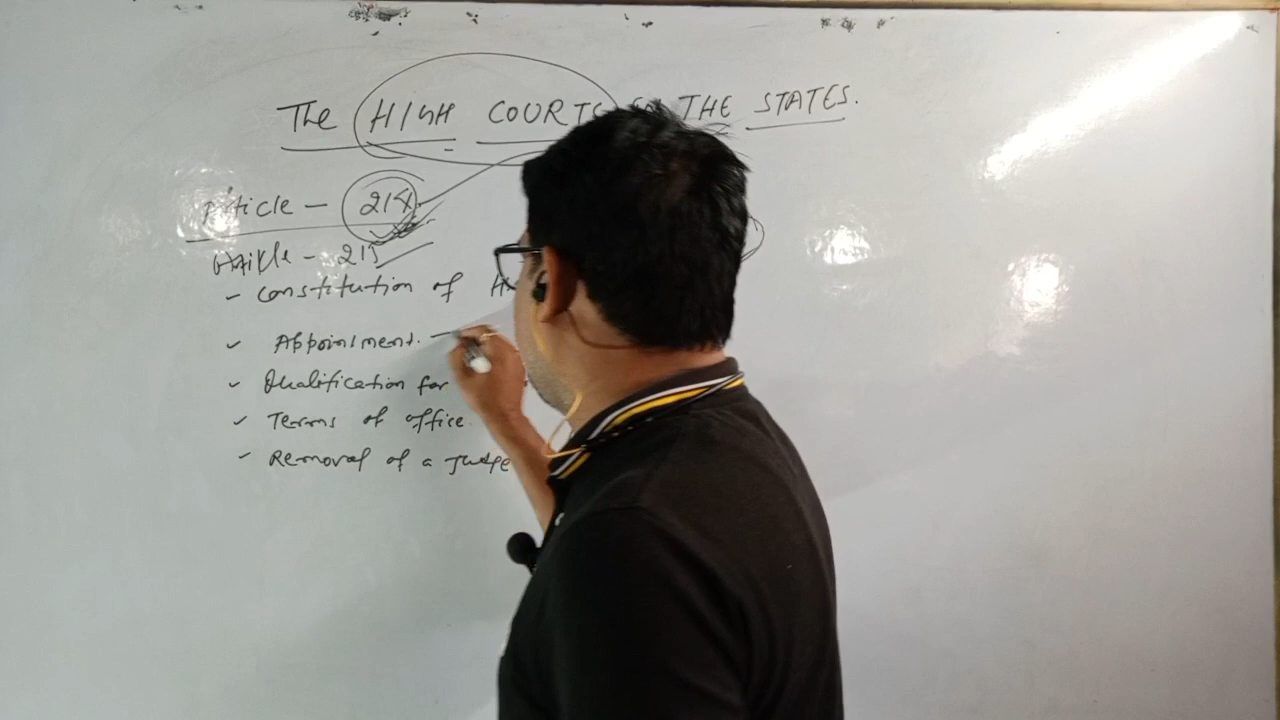 The HIGH COURTS THE STATES.
Article - 214
Article - 215
- Constitution of
- Appointment. -
- Qualification for
- Terms of office.
- Removal of a Judge